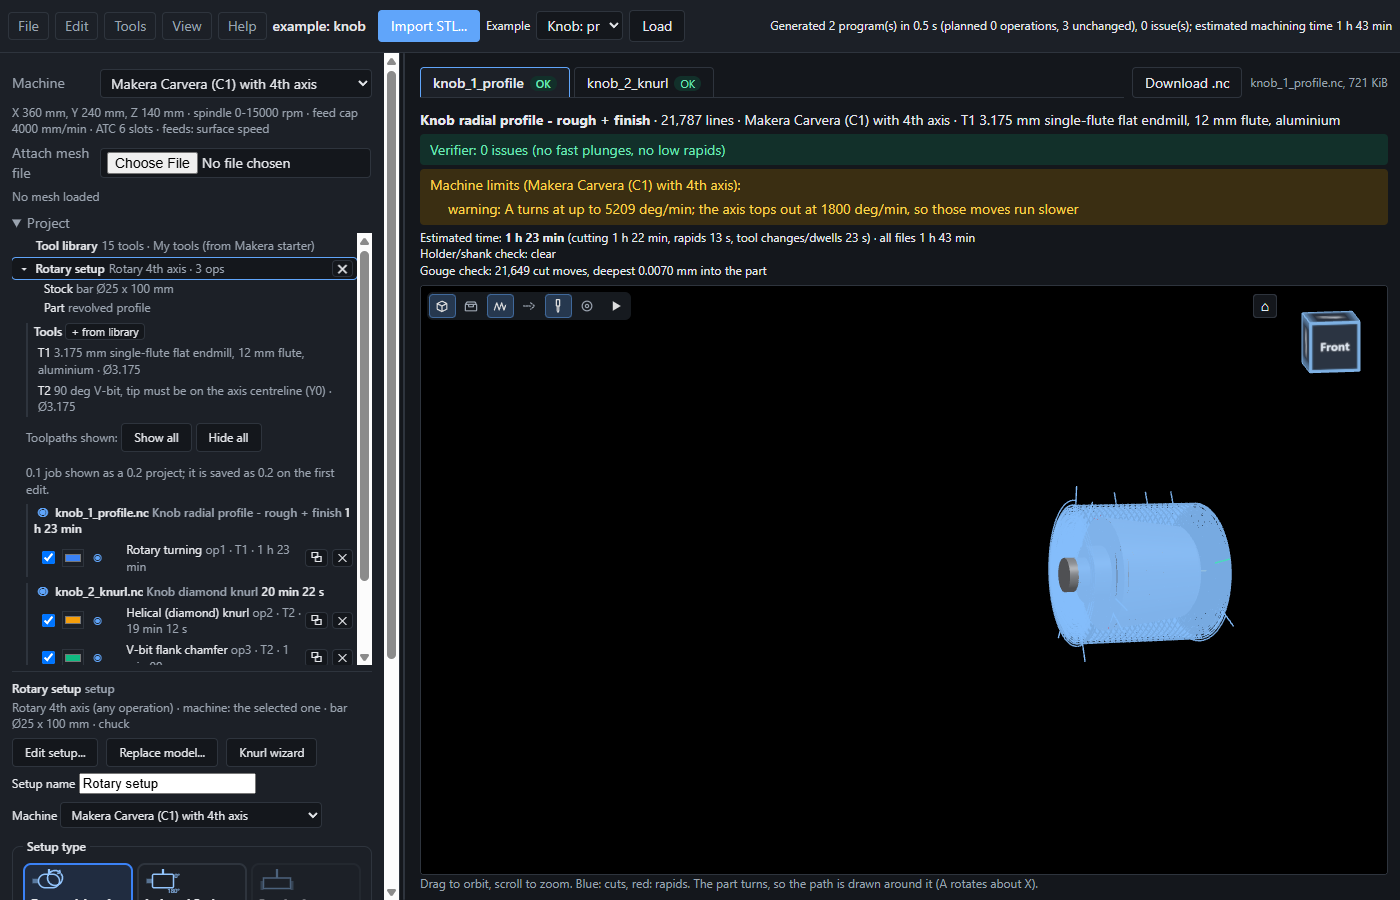 File Edit Tools View Help example: knob Import STL... Example Knob: pr Load Generated 2 program(s) in 0.5 s (planned 0 operations, 3 unchanged), 0 issue(s); estimated machining time 1 h 43 min
Machine Makera Carvera (C1) with 4th axis
X 360 mm, Y 240 mm, Z 140 mm · spindle 0-15000 rpm · feed cap
4000 mm/min · ATC 6 slots · feeds: surface speed
Attach mesh
file
Choose File No file chosen
No mesh loaded
Project
Tool library 15 tools · My tools (from Makera starter)
Rotary setup Rotary 4th axis · 3 ops
Stock bar Ø25 x 100 mm
Part revolved profile
Tools + from library
T1 3.175 mm single-flute flat endmill, 12 mm flute,
aluminium · Ø3.175
T2 90 deg V-bit, tip must be on the axis centreline (Y0) ·
Ø3.175
Toolpaths shown: Show all Hide all
0.1 job shown as a 0.2 project; it is saved as 0.2 on the first
edit.
knob_1_profile.nc Knob radial profile - rough + finish 1
h 23 min
Rotary turning op1 · T1 · 1 h 23
min
knob_2_knurl.nc Knob diamond knurl 20 min 22 s
Helical (diamond) knurl op2 · T2 ·
19 min 12 s
V-bit flank chamfer op3 · T2 · 1
Rotary setup setup
Rotary 4th axis (any operation) · machine: the selected one · bar
Ø25 x 100 mm · chuck
Edit setup... Replace model... Knurl wizard
Setup name Rotary setup
Machine Makera Carvera (C1) with 4th axis
Setup type
180°
knob_1_profile OK knob_2_knurl OK Download .nc knob_1_profile.nc, 721 KiB
Knob radial profile - rough + finish · 21,787 lines · Makera Carvera (C1) with 4th axis · T1 3.175 mm single-flute flat endmill, 12 mm flute, aluminium
Verifier: 0 issues (no fast plunges, no low rapids)
Machine limits (Makera Carvera (C1) with 4th axis):
warning: A turns at up to 5209 deg/min; the axis tops out at 1800 deg/min, so those moves run slower
Estimated time: 1 h 23 min (cutting 1 h 22 min, rapids 13 s, tool changes/dwells 23 s) · all files 1 h 43 min
Holder/shank check: clear
Gouge check: 21,649 cut moves, deepest 0.0070 mm into the part
Front
Drag to orbit, scroll to zoom. Blue: cuts, red: rapids. The part turns, so the path is drawn around it (A rotates about X).